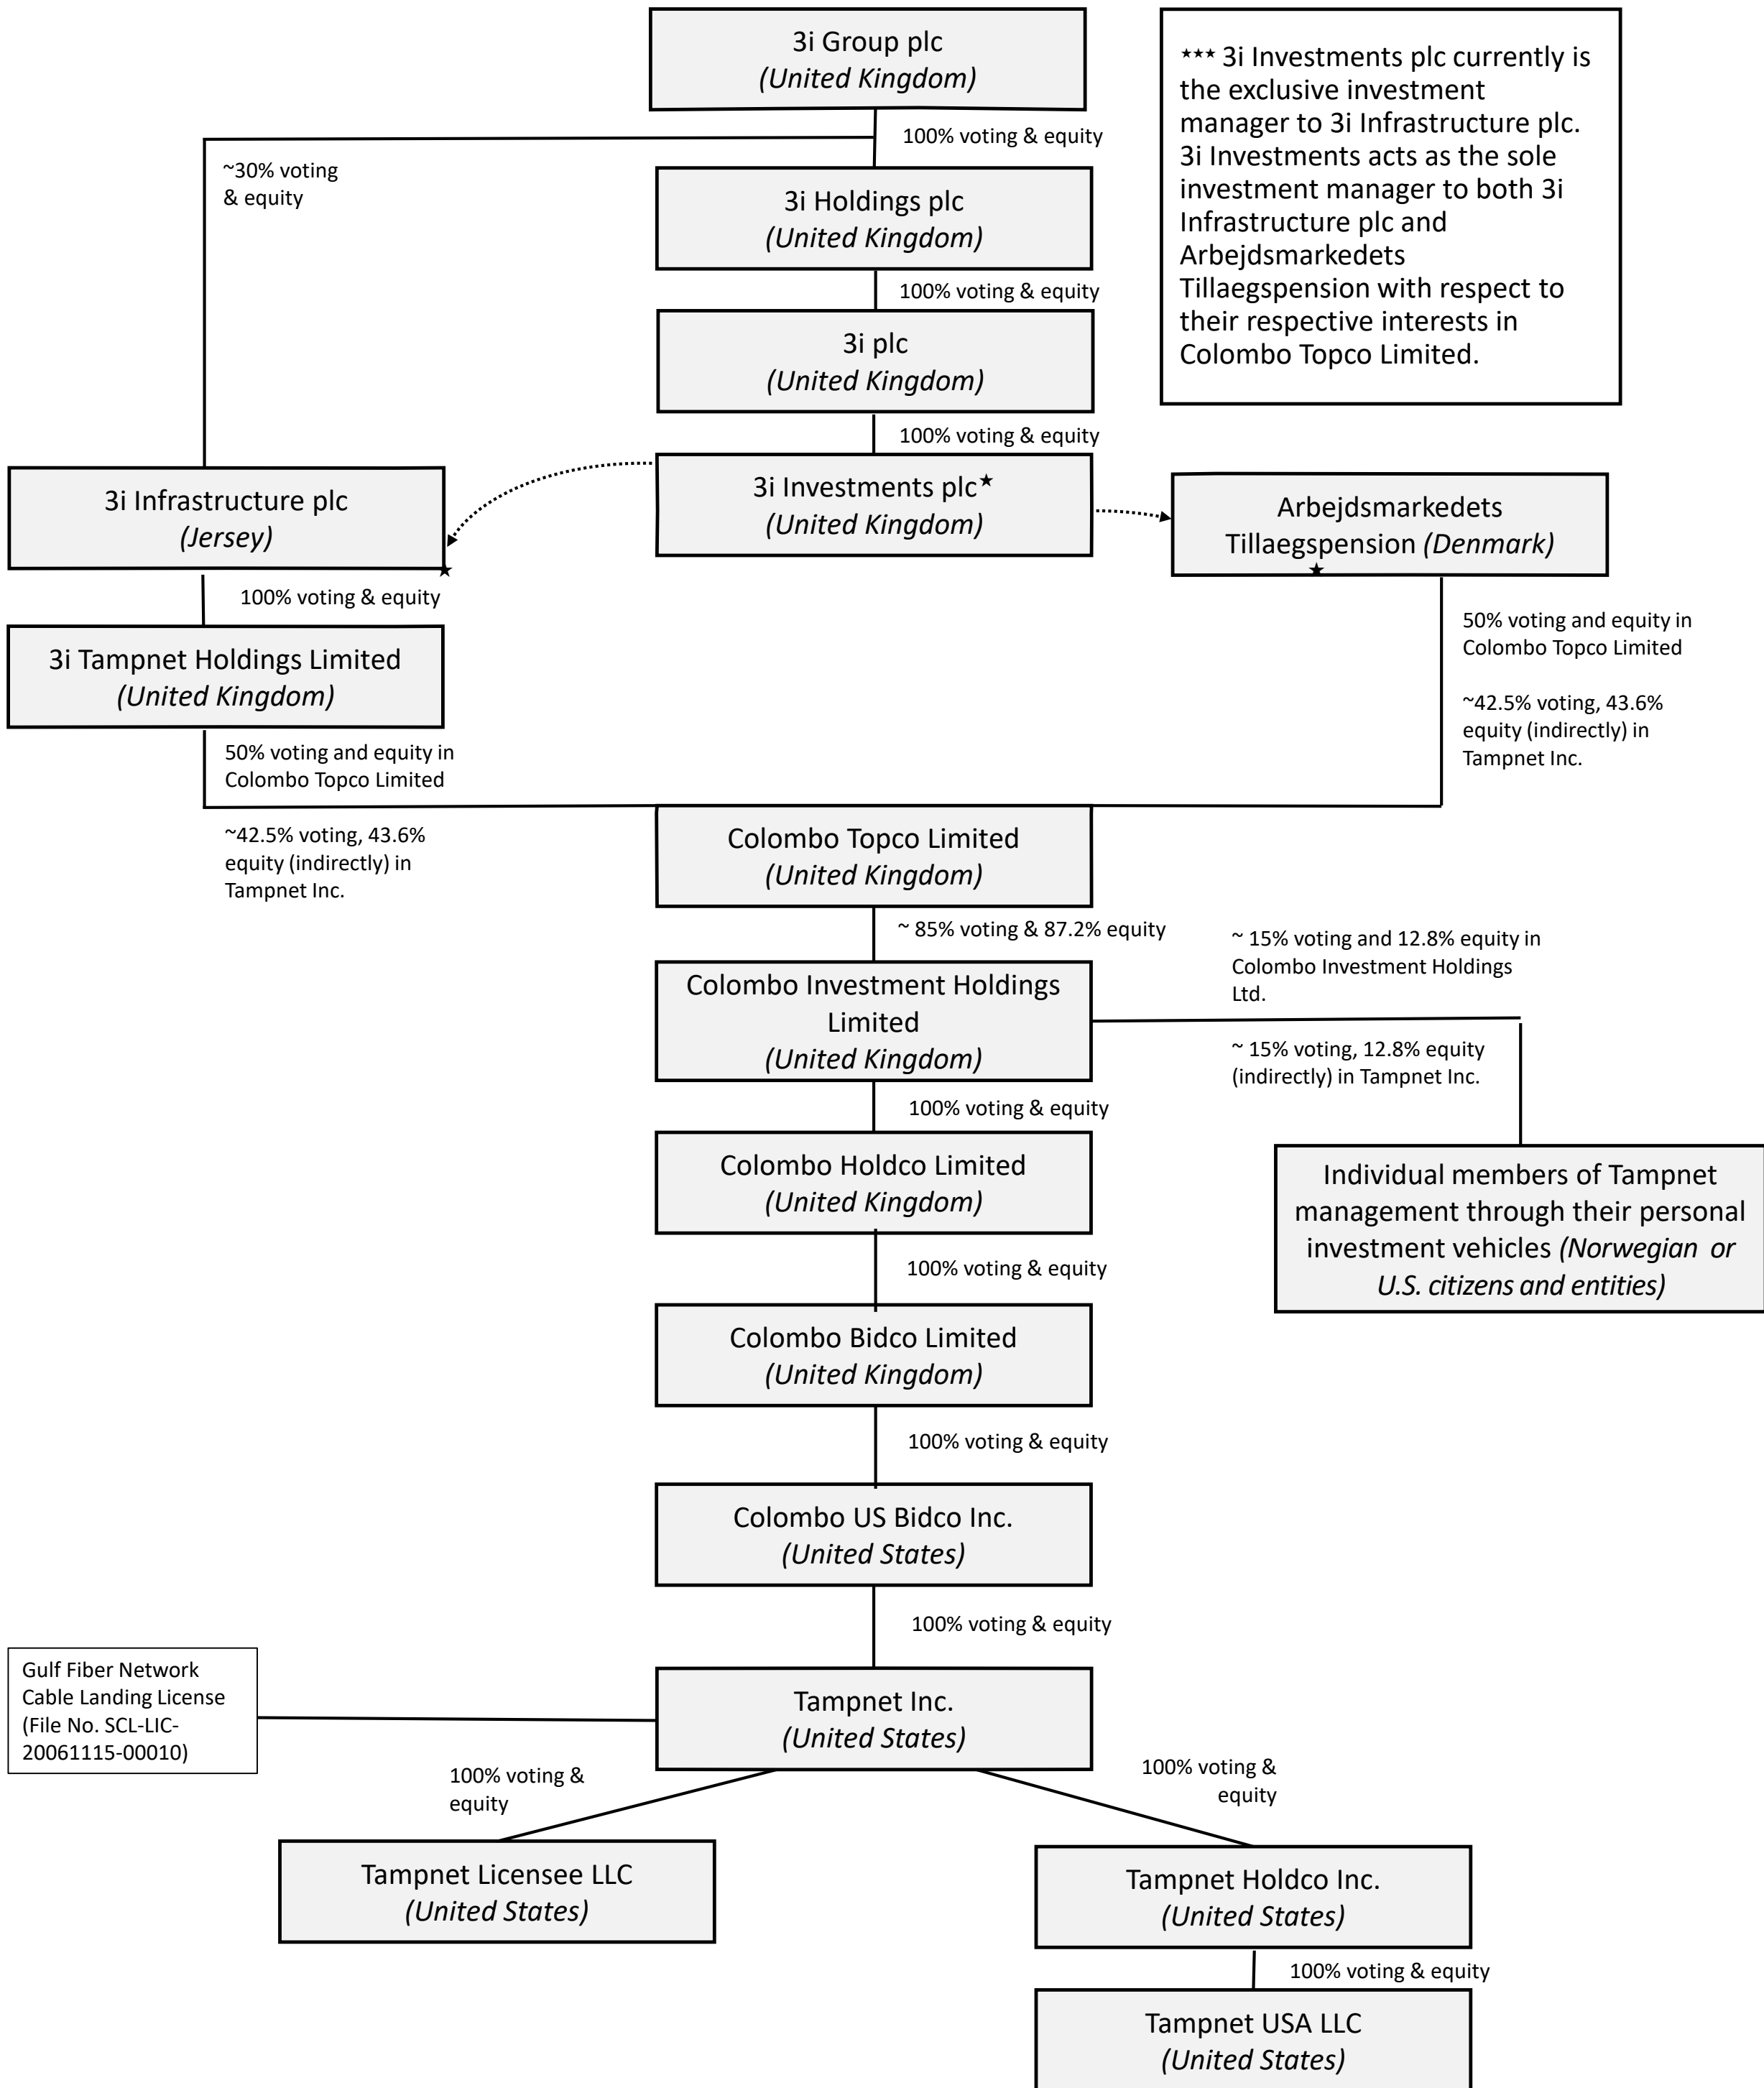 3i Group plc
(United Kingdom)
★★★ 3i Investments plc currently is
the exclusive investment
manager to 3i Infrastructure plc.
3i Investments acts as the sole
investment manager to both 3i
Infrastructure plc and
Arbejdsmarkedets
Tillaegspension with respect to
their respective interests in
Colombo Topco Limited.
100% voting & equity
~30% voting
& equity
3i Holdings plc
(United Kingdom)
100% voting & equity
3i plc
(United Kingdom)
100% voting & equity
3i Infrastructure plc
(Jersey)
★
3i Investments plc★
(United Kingdom)
Arbejdsmarkedets
Tillaegspension (Denmark)
★
100% voting & equity
3i Tampnet Holdings Limited
(United Kingdom)
50% voting and equity in
Colombo Topco Limited
~42.5% voting, 43.6%
equity (indirectly) in
Tampnet Inc.
50% voting and equity in
Colombo Topco Limited
~42.5% voting, 43.6%
equity (indirectly) in
Tampnet Inc.
Colombo Topco Limited
(United Kingdom)
~ 85% voting & 87.2% equity
~ 15% voting and 12.8% equity in
Colombo Investment Holdings
Ltd.
Colombo Investment Holdings
Limited
(United Kingdom)
~ 15% voting, 12.8% equity
(indirectly) in Tampnet Inc.
100% voting & equity
Colombo Holdco Limited
(United Kingdom)
Individual members of Tampnet
management through their personal
investment vehicles (Norwegian or
U.S. citizens and entities)
100% voting & equity
Colombo Bidco Limited
(United Kingdom)
100% voting & equity
Colombo US Bidco Inc.
(United States)
100% voting & equity
Gulf Fiber Network
Cable Landing License
(File No. SCL-LIC-
20061115-00010)
Tampnet Inc.
(United States)
100% voting &
equity
100% voting &
equity
Tampnet Licensee LLC
(United States)
Tampnet Holdco Inc.
(United States)
100% voting & equity
Tampnet USA LLC
(United States)